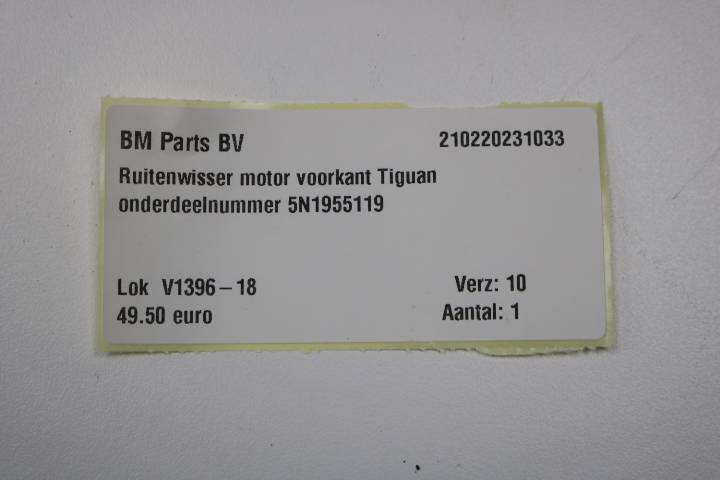 BM Parts BV 210220231033
Ruitenwisser motor voorkant Tiguan
onderdeelnummer 5N1955119
Lok V1396-18 Verz: 10
49.50 euro Aantal: 1